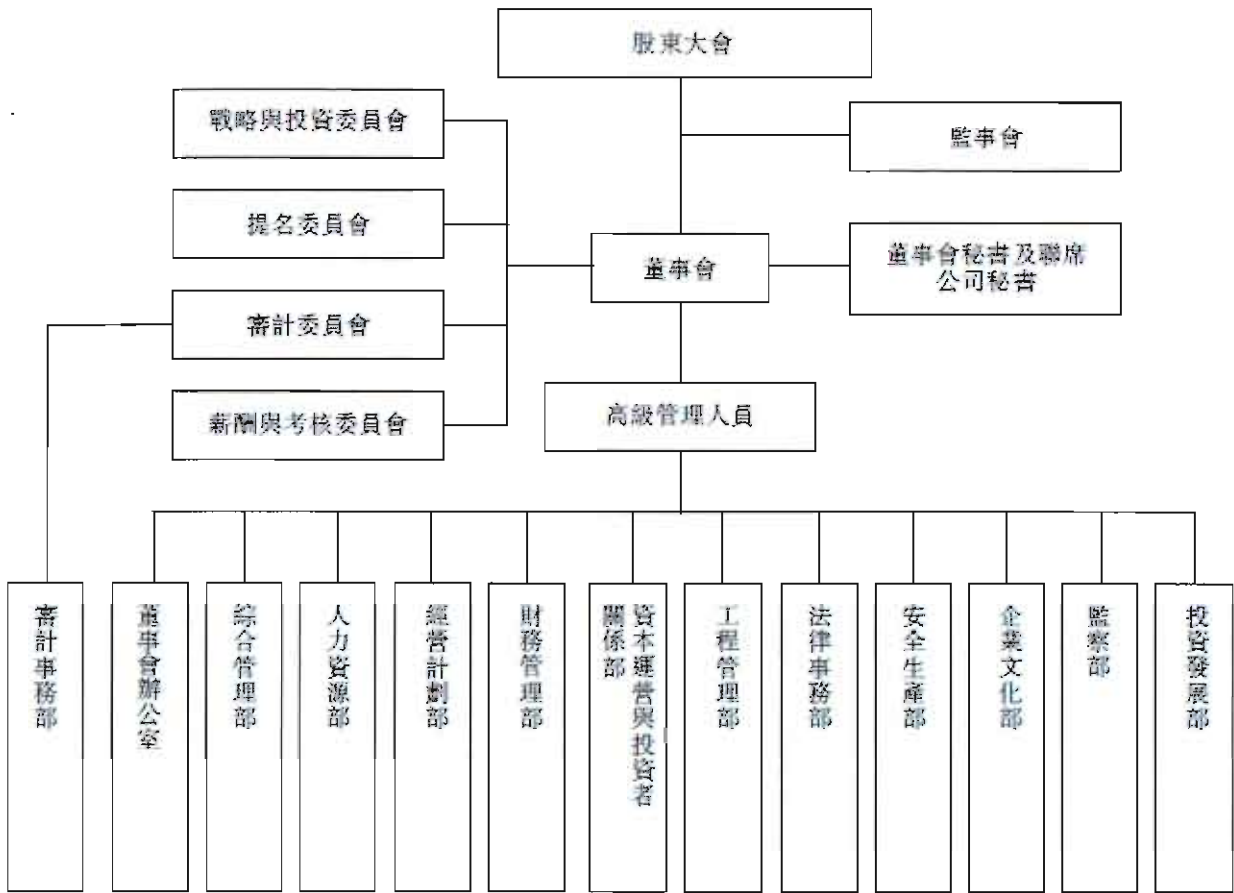 股東大會
戰略與投資委員會
監事會
提名委員會
董事會
董事會秘書及聯席
公司秘書
審計委員會
高級管理人員
薪酬與考核委員會
審計事務部
董事會辦公室
綜合管理部
人力資源部
經營計劃部
財務管理部
資本運營與投資者
關係部
工程管理部
法律事務部
安全生產部
企業文化部
監察部
投資發展部